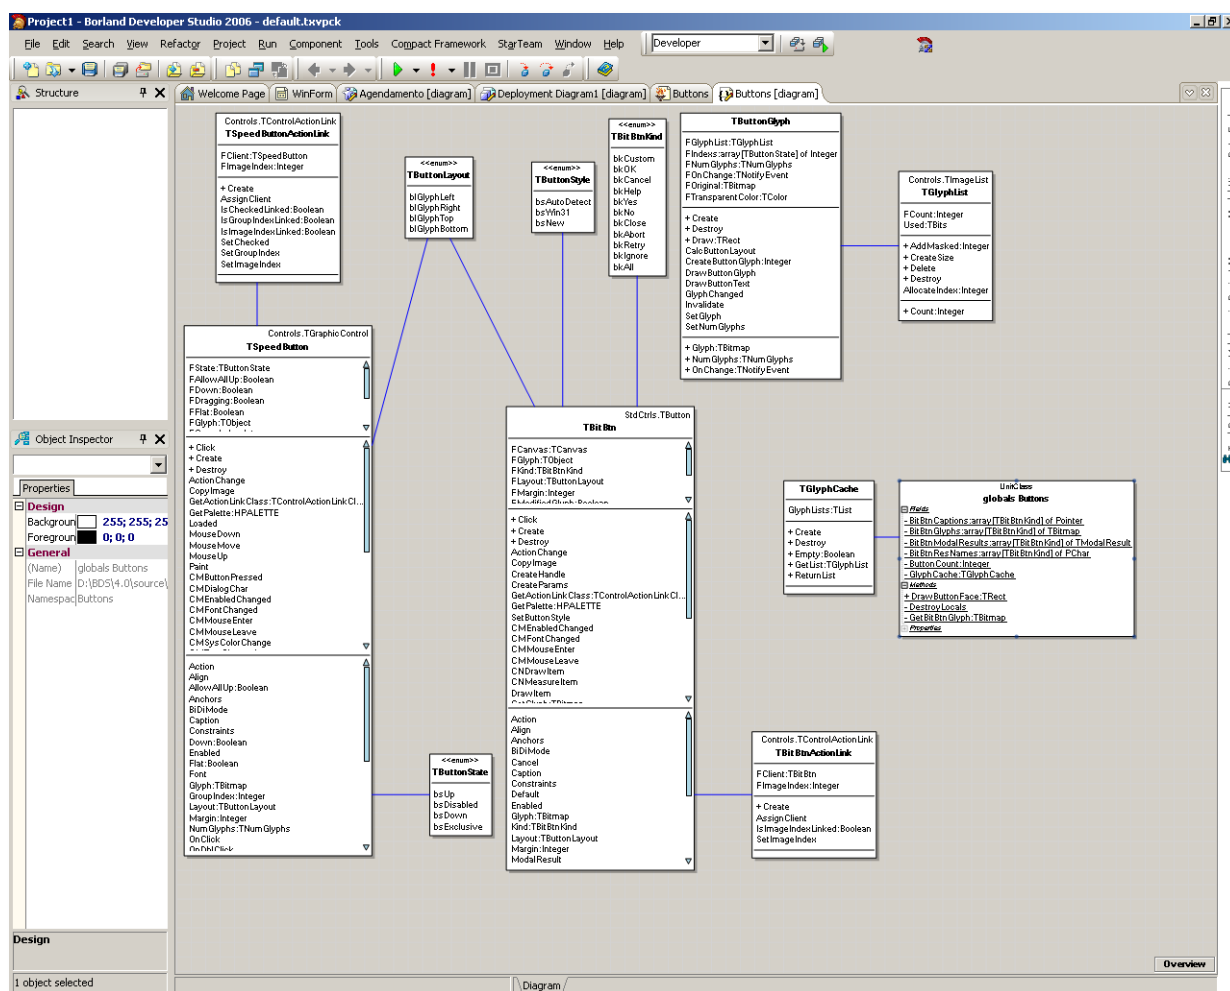 Project1 - Borland Developer Studio 2006 - default.txvpck
File Edit Search View Refactor Project Run Component Tools Compact Framework StarTeam Window Help
Developer
Structure
Welcome Page
WinForm
Agendamento [diagram]
Deployment Diagram1 [diagram]
Buttons
Buttons [diagram]
Controls.TControlActionLink
TSpeedButtonActionLink
FClient:TSpeedButton
FImageIndex:Integer
+ Create
AssignClient
IsCheckedLinked:Boolean
IsGroupIndexLinked:Boolean
IsImageIndexLinked:Boolean
SetChecked
SetGroupIndex
SetImageIndex
<<enum>>
TButtonLayout
blGlyphLeft
blGlyphRight
blGlyphTop
blGlyphBottom
<<enum>>
TButtonStyle
bsAutoDetect
bsWin31
bsNew
<<enum>>
TBitBtnKind
bkCustom
bkOK
bkCancel
bkHelp
bkYes
bkNo
bkClose
bkAbort
bkRetry
bkIgnore
bkAll
TButtonGlyph
FGlyphList:TGlyphList
FIndexs:array[TButtonState] of Integer
FNumGlyphs:TNumGlyphs
FOnChange:TNotifyEvent
FOriginal:TBitmap
FTransparentColor:TColor
+ Create
+ Destroy
+ Draw:TRect
CalcButtonLayout
CreateButtonGlyph:Integer
DrawButtonGlyph
DrawButtonText
GlyphChanged
Invalidate
SetGlyph
SetNumGlyphs
+ Glyph:TBitmap
+ NumGlyphs:TNumGlyphs
+ OnChange:TNotifyEvent
Controls.TImageList
TGlyphList
FCount:Integer
Used:TBits
+ AddMasked:Integer
+ CreateSize
+ Delete
+ Destroy
AllocateIndex:Integer
+ Count:Integer
Controls.TGraphicControl
TSpeedButton
FState:TButtonState
FAllowAllUp:Boolean
FDown:Boolean
FDragging:Boolean
FFlat:Boolean
FGlyph:TObject
+ Click
+ Create
+ Destroy
ActionChange
CopyImage
GetActionLinkClass:TControlActionLinkCl...
GetPalette:HPALETTE
Loaded
MouseDown
MouseMove
MouseUp
Paint
CMButtonPressed
CMDialogChar
CMEnabledChanged
CMFontChanged
CMMouseEnter
CMMouseLeave
CMSysColorChange
Action
Align
AllowAllUp:Boolean
Anchors
BiDiMode
Caption
Constraints
Down:Boolean
Enabled
Flat:Boolean
Font
Glyph:TBitmap
GroupIndex:Integer
Layout:TButtonLayout
Margin:Integer
NumGlyphs:TNumGlyphs
OnClick
OnDblClick
<<enum>>
TButtonState
bsUp
bsDisabled
bsDown
bsExclusive
StdCtrls.TButton
TBitBtn
FCanvas:TCanvas
FGlyph:TObject
FKind:TBitBtnKind
FLayout:TButtonLayout
FMargin:Integer
FModifiedGlyph:Boolean
+ Click
+ Create
+ Destroy
ActionChange
CopyImage
CreateHandle
CreateParams
GetActionLinkClass:TControlActionLinkCl...
GetPalette:HPALETTE
SetButtonStyle
CMEnabledChanged
CMFontChanged
CMMouseEnter
CMMouseLeave
CNDrawItem
CNMeasureItem
DrawItem
GetGlyph:TBitmap
Action
Align
Anchors
BiDiMode
Cancel
Caption
Constraints
Default
Enabled
Glyph:TBitmap
Kind:TBitBtnKind
Layout:TButtonLayout
Margin:Integer
ModalResult
TGlyphCache
GlyphLists:TList
+ Create
+ Destroy
+ Empty:Boolean
+ GetList:TGlyphList
+ ReturnList
UnitClass
globals Buttons
Fields
- BitBtnCaptions:array[TBitBtnKind] of Pointer
- BitBtnGlyphs:array[TBitBtnKind] of TBitmap
- BitBtnModalResults:array[TBitBtnKind] of TModalResult
- BitBtnResNames:array[TBitBtnKind] of PChar
- ButtonCount:Integer
- GlyphCache:TGlyphCache
Methods
+ DrawButtonFace:TRect
- DestroyLocals
- GetBitBtnGlyph:TBitmap
Properties
Controls.TControlActionLink
TBitBtnActionLink
FClient:TBitBtn
FImageIndex:Integer
+ Create
AssignClient
IsImageIndexLinked:Boolean
SetImageIndex
Object Inspector
Properties
Design
Backgroun 255; 255; 25
Foregroun 0; 0; 0
General
(Name) globals Buttons
File Name D:\BDS\4.0\source\
Namespac Buttons
Design
1 object selected
Diagram
Overview